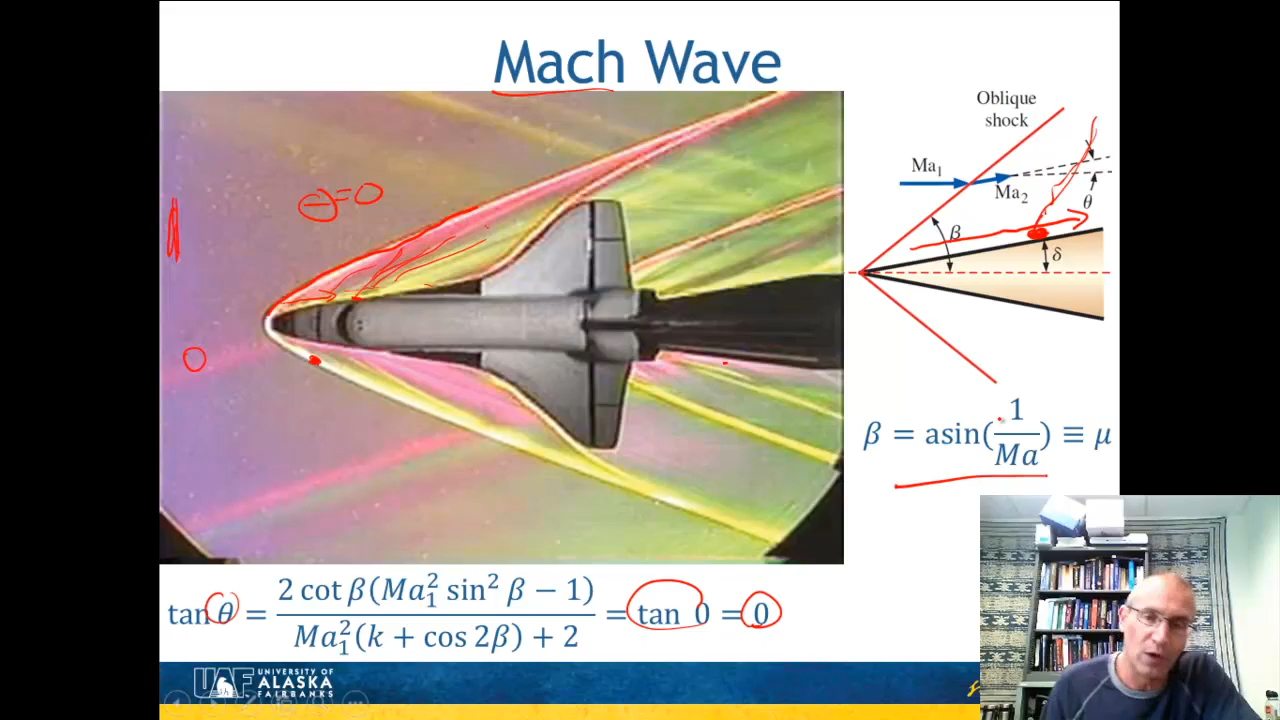 Mach Wave
Θ=0
Oblique
shock
Ma₁
Ma₂
θ
β
δ
β = asin(1/Ma) ≡ μ
tan θ = 2 cot β(Ma₁² sin² β − 1) / Ma₁²(k + cos 2β) + 2 = tan 0 = 0
UAF UNIVERSITY OF
ALASKA
FAIRBANKS